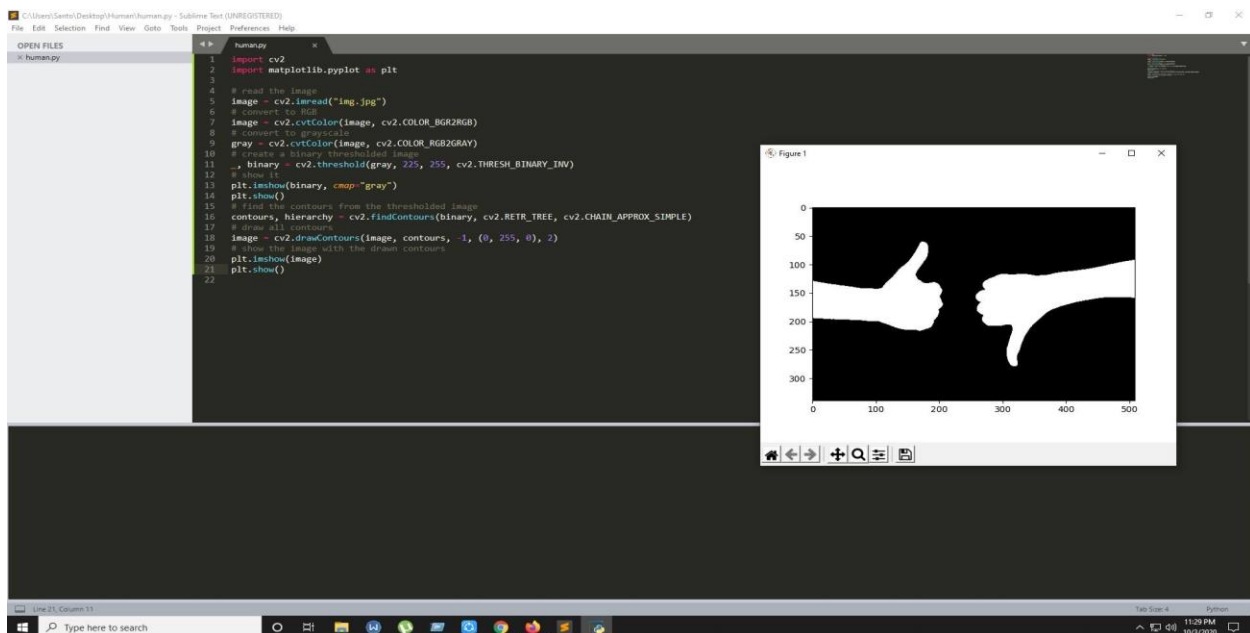 C:\Users\Santo\Desktop\Human\human.py - Sublime Text (UNREGISTERED)
File Edit Selection Find View Goto Tools Project Preferences Help
OPEN FILES
× human.py
human.py ×
1 import cv2
2 import matplotlib.pyplot as plt
3
4 # read the image
5 image = cv2.imread("img.jpg")
6 # convert to RGB
7 image = cv2.cvtColor(image, cv2.COLOR_BGR2RGB)
8 # convert to grayscale
9 gray = cv2.cvtColor(image, cv2.COLOR_RGB2GRAY)
10 # create a binary thresholded image
11 _, binary = cv2.threshold(gray, 225, 255, cv2.THRESH_BINARY_INV)
12 # show it
13 plt.imshow(binary, cmap="gray")
14 plt.show()
15 # find the contours from the thresholded image
16 contours, hierarchy = cv2.findContours(binary, cv2.RETR_TREE, cv2.CHAIN_APPROX_SIMPLE)
17 # draw all contours
18 image = cv2.drawContours(image, contours, -1, (0, 255, 0), 2)
19 # show the image with the drawn contours
20 plt.imshow(image)
21 plt.show()
22
Figure 1
0
50
100
150
200
250
300
0 100 200 300 400 500
Line 21, Column 11
Tab Size: 4 Python
Type here to search
11:29 PM
10/3/2020